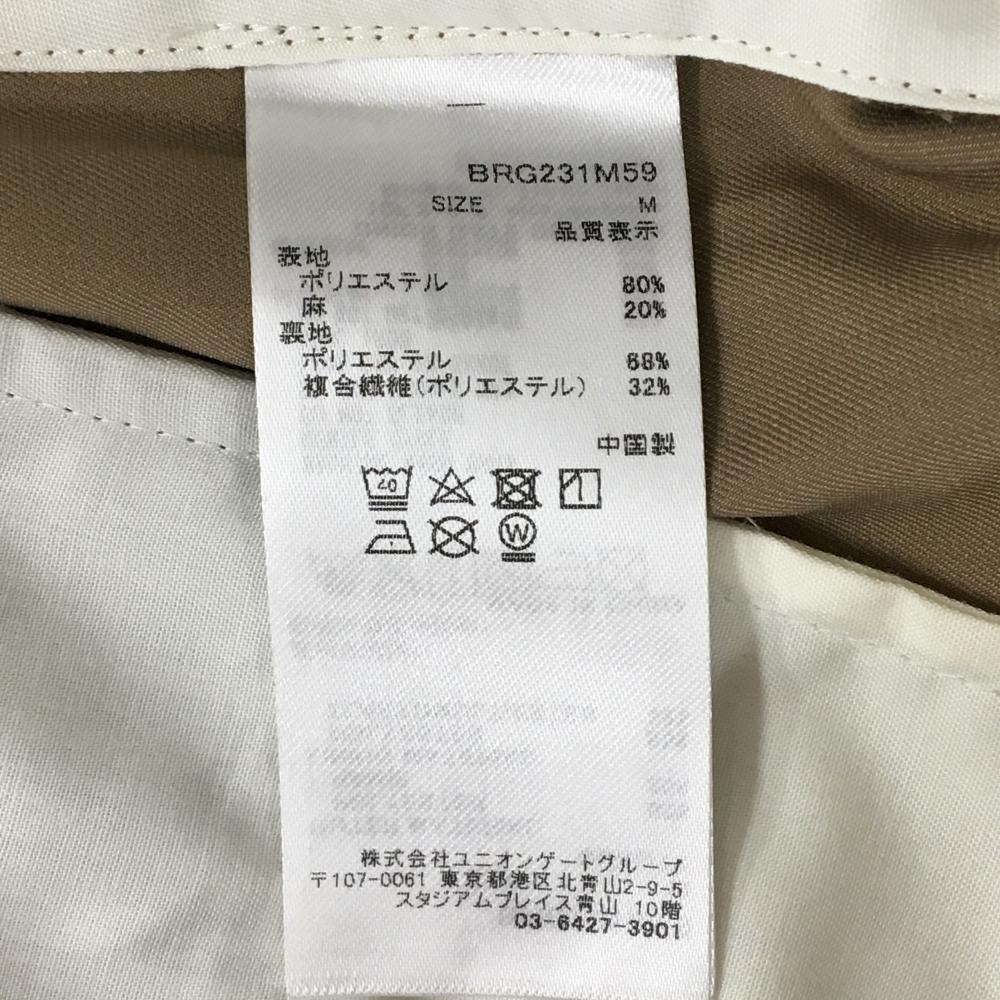 BRG231M59
SIZE M
品質表示
表地
ポリエステル 80%
麻 20%
裏地
ポリエステル 68%
複合繊維(ポリエステル) 32%
中国製
40
W
株式会社ユニオンゲートグループ
〒107-0061 東京都港区北青山2-9-5
スタジアムプレイス青山 10階
03-6427-3901